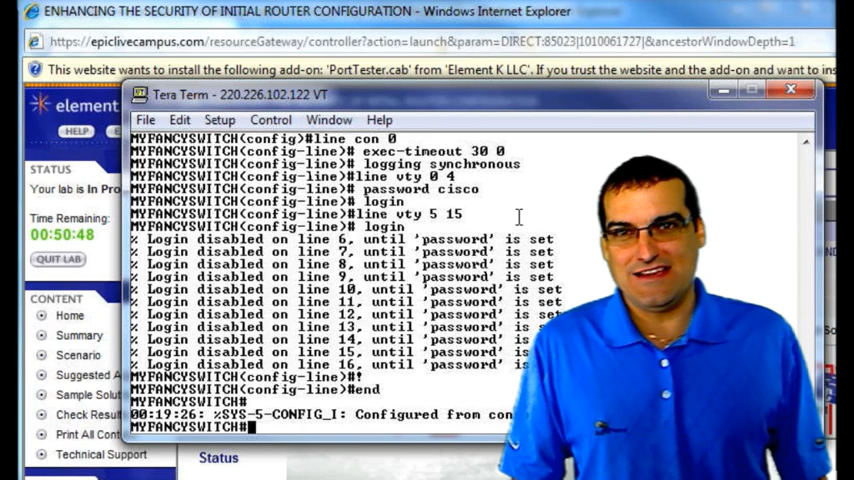 ENHANCING THE SECURITY OF INITIAL ROUTER CONFIGURATION - Windows Internet Explorer
https://epiclivecampus.com/resourceGateway/controller?action=launch&param=DIRECT:85023|1010061727|&ancestorWindowDepth=1
This website wants to install the following add-on: 'PortTester.cab' from 'Element K LLC'. If you trust the website and the add-on and want to ins
element
HELP
STATUS
Your lab is In Pro
Time Remaining:
00:50:48
QUIT LAB
CONTENT
Home
Summary
Scenario
Suggested A
Sample Solut
Check Result
Print All Cont
Technical Support
Tera Term - 220.226.102.122 VT
File Edit Setup Control Window Help
MYFANCYSWITCH(config)#line con 0
MYFANCYSWITCH(config-line)# exec-timeout 30 0
MYFANCYSWITCH(config-line)# logging synchronous
MYFANCYSWITCH(config-line)#line vty 0 4
MYFANCYSWITCH(config-line)# password cisco
MYFANCYSWITCH(config-line)# login
MYFANCYSWITCH(config-line)#line vty 5 15
MYFANCYSWITCH(config-line)# login
% Login disabled on line 6, until 'password' is set
% Login disabled on line 7, until 'password' is set
% Login disabled on line 8, until 'password' is set
% Login disabled on line 9, until 'password' is set
% Login disabled on line 10, until 'password' is set
% Login disabled on line 11, until 'password' is set
% Login disabled on line 12, until 'password' is set
% Login disabled on line 13, until 'password' is
% Login disabled on line 14, until 'password' is
% Login disabled on line 15, until 'password' is
% Login disabled on line 16, until 'password' is
MYFANCYSWITCH(config-line)#!
MYFANCYSWITCH(config-line)#end
MYFANCYSWITCH#
00:19:26: %SYS-5-CONFIG_I: Configured from con
MYFANCYSWITCH#
Status